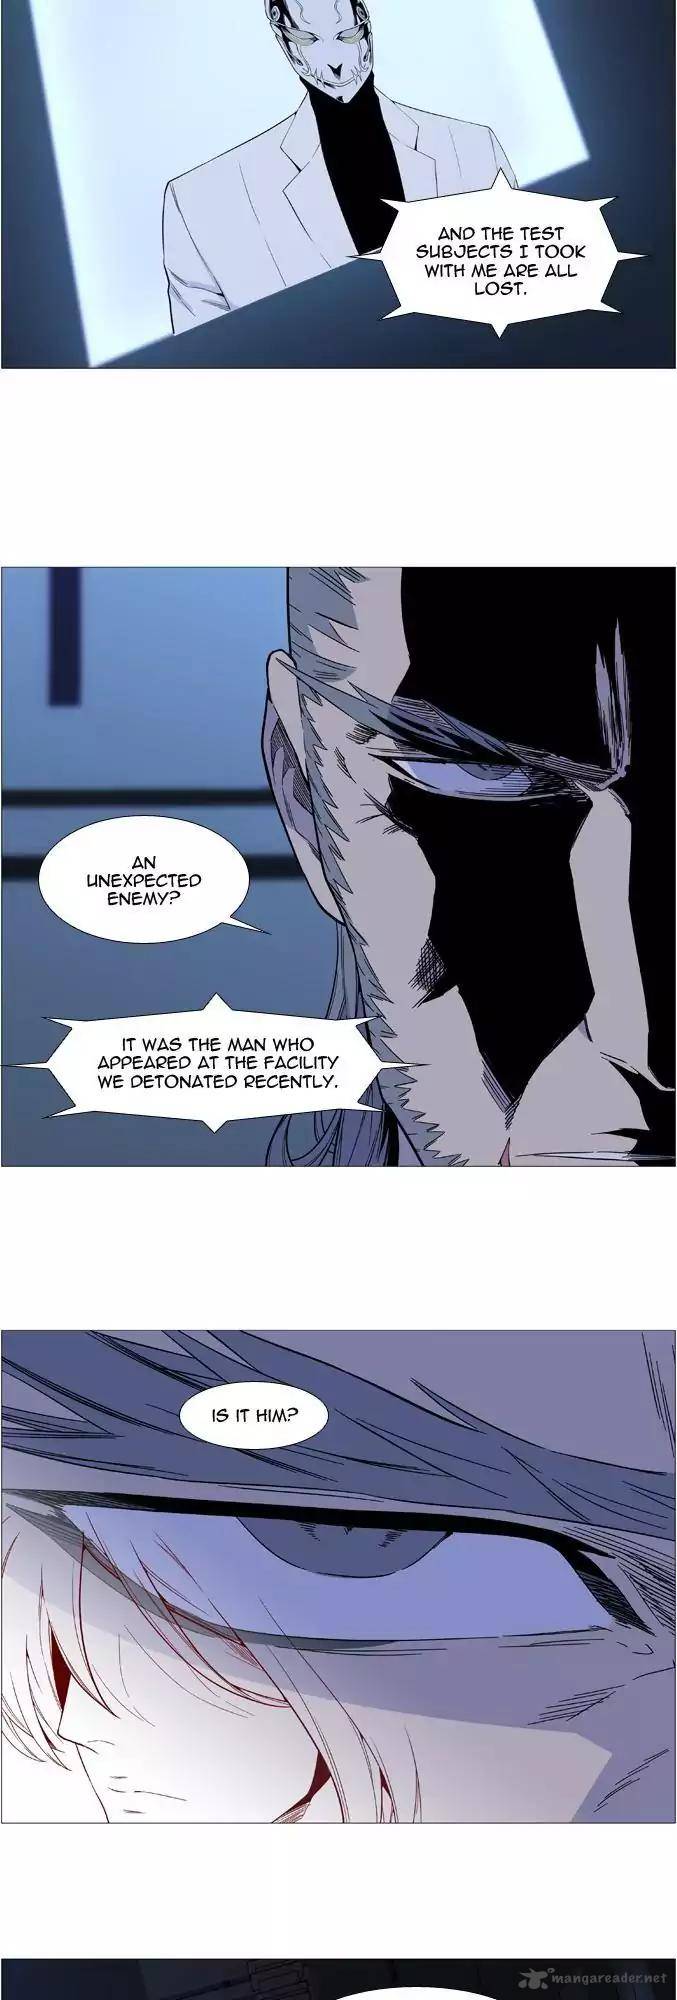 AND THE TEST
SUBJECTS I TOOK
WITH ME ARE ALL
LOST.
AN
UNEXPECTED
ENEMY?
IT WAS THE MAN WHO
APPEARED AT THE FACILITY
WE DETONATED RECENTLY.
IS IT HIM?
mangareader.net